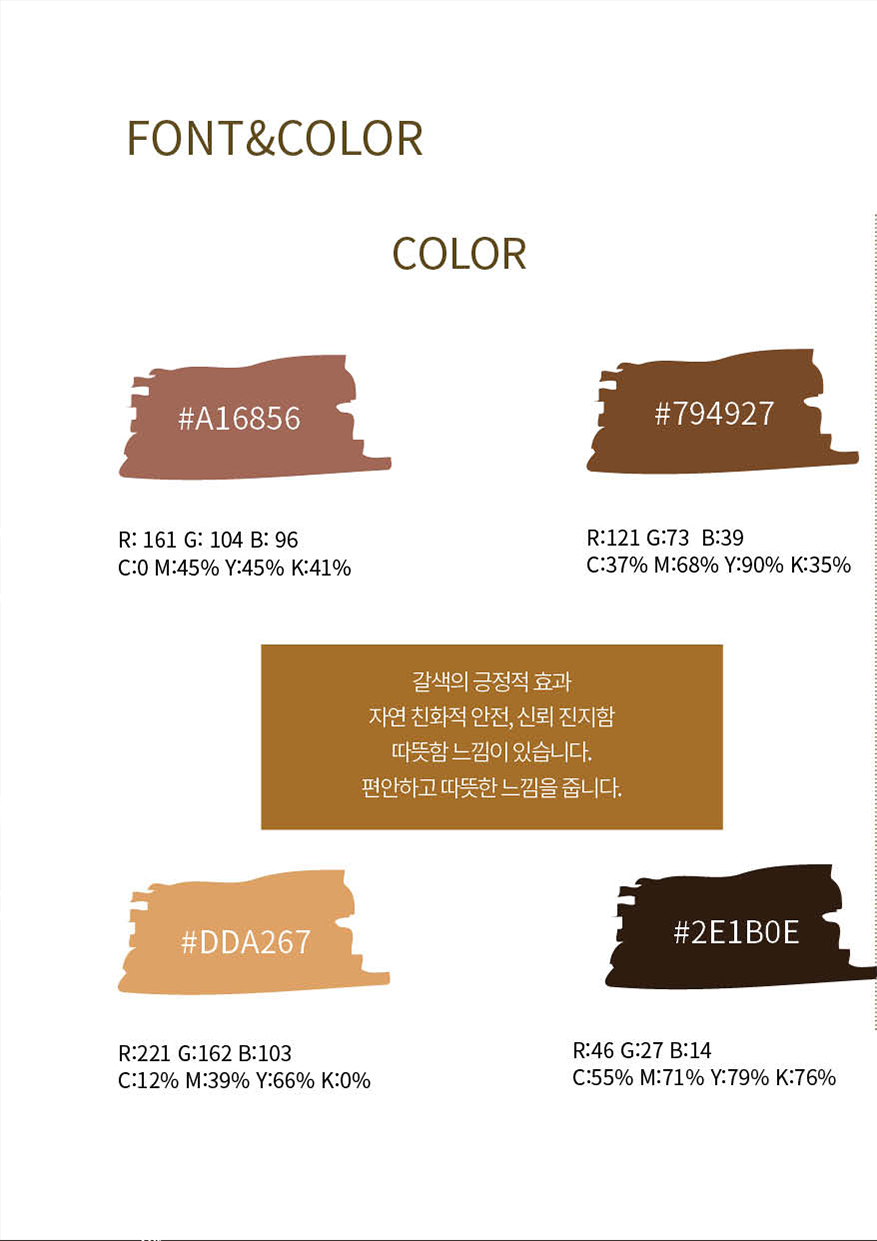 FONT&COLOR
COLOR
#A16856
#794927
R: 161 G: 104 B: 96
C:0 M:45% Y:45% K:41%
R:121 G:73 B:39
C:37% M:68% Y:90% K:35%
갈색의 긍정적 효과
자연 친화적 안전, 신뢰 진지함
따뜻함 느낌이 있습니다.
편안하고 따뜻한 느낌을 줍니다.
#DDA267
#2E1B0E
R:221 G:162 B:103
C:12% M:39% Y:66% K:0%
R:46 G:27 B:14
C:55% M:71% Y:79% K:76%